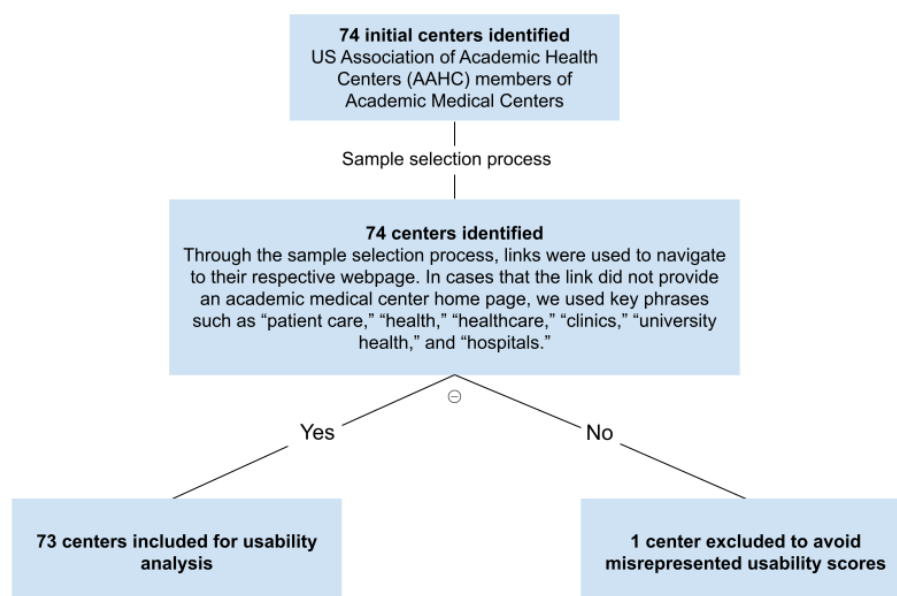 74 initial centers identified
US Association of Academic Health
Centers (AAHC) members of
Academic Medical Centers
Sample selection process
74 centers identified
Through the sample selection process, links were used to navigate
to their respective webpage. In cases that the link did not provide
an academic medical center home page, we used key phrases
such as “patient care,” “health,” “healthcare,” “clinics,” “university
health,” and “hospitals.”
Yes
No
73 centers included for usability
analysis
1 center excluded to avoid
misrepresented usability scores